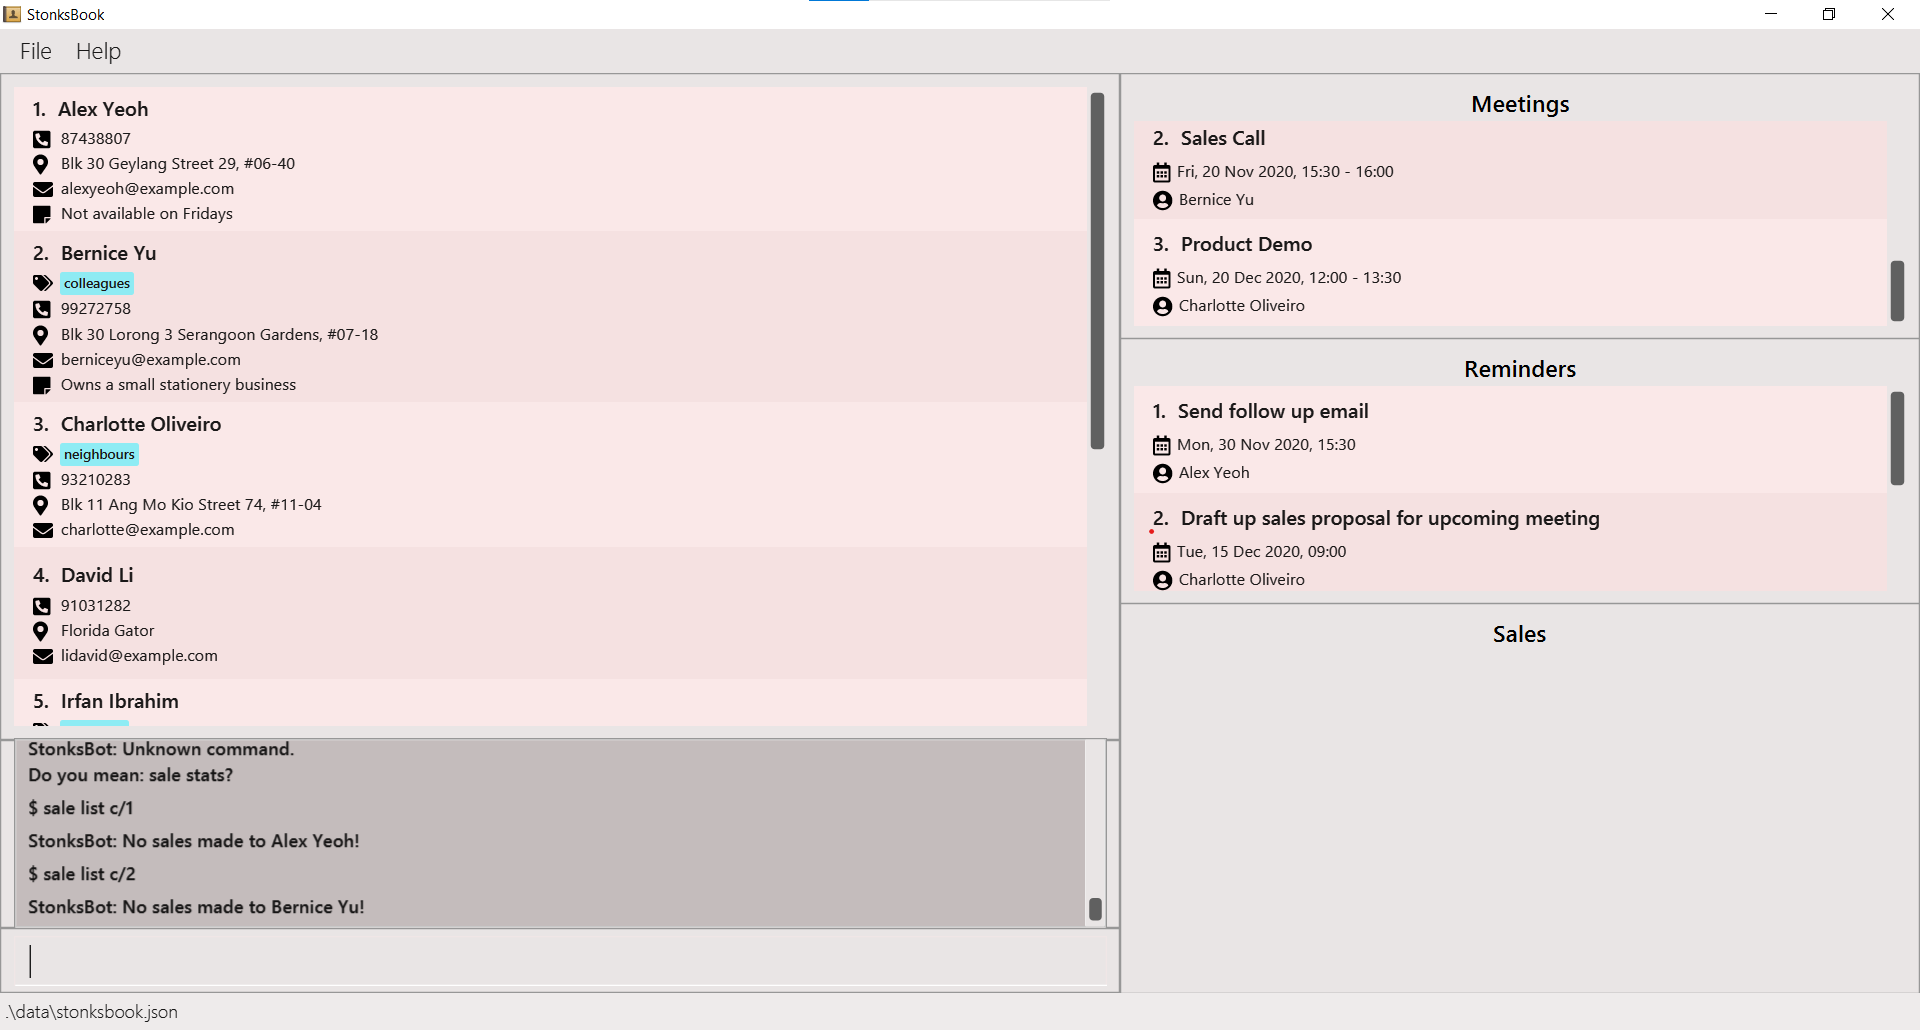 StonksBook
File Help
1. Alex Yeoh
87438807
Blk 30 Geylang Street 29, #06-40
alexyeoh@example.com
Not available on Fridays
2. Bernice Yu
colleagues
99272758
Blk 30 Lorong 3 Serangoon Gardens, #07-18
berniceyu@example.com
Owns a small stationery business
3. Charlotte Oliveiro
neighbours
93210283
Blk 11 Ang Mo Kio Street 74, #11-04
charlotte@example.com
4. David Li
91031282
Florida Gator
lidavid@example.com
5. Irfan Ibrahim
StonksBot: Unknown command.
Do you mean: sale stats?
$ sale list c/1
StonksBot: No sales made to Alex Yeoh!
$ sale list c/2
StonksBot: No sales made to Bernice Yu!
Meetings
2. Sales Call
Fri, 20 Nov 2020, 15:30 - 16:00
Bernice Yu
3. Product Demo
Sun, 20 Dec 2020, 12:00 - 13:30
Charlotte Oliveiro
Reminders
1. Send follow up email
Mon, 30 Nov 2020, 15:30
Alex Yeoh
2. Draft up sales proposal for upcoming meeting
Tue, 15 Dec 2020, 09:00
Charlotte Oliveiro
Sales
.\data\stonksbook.json